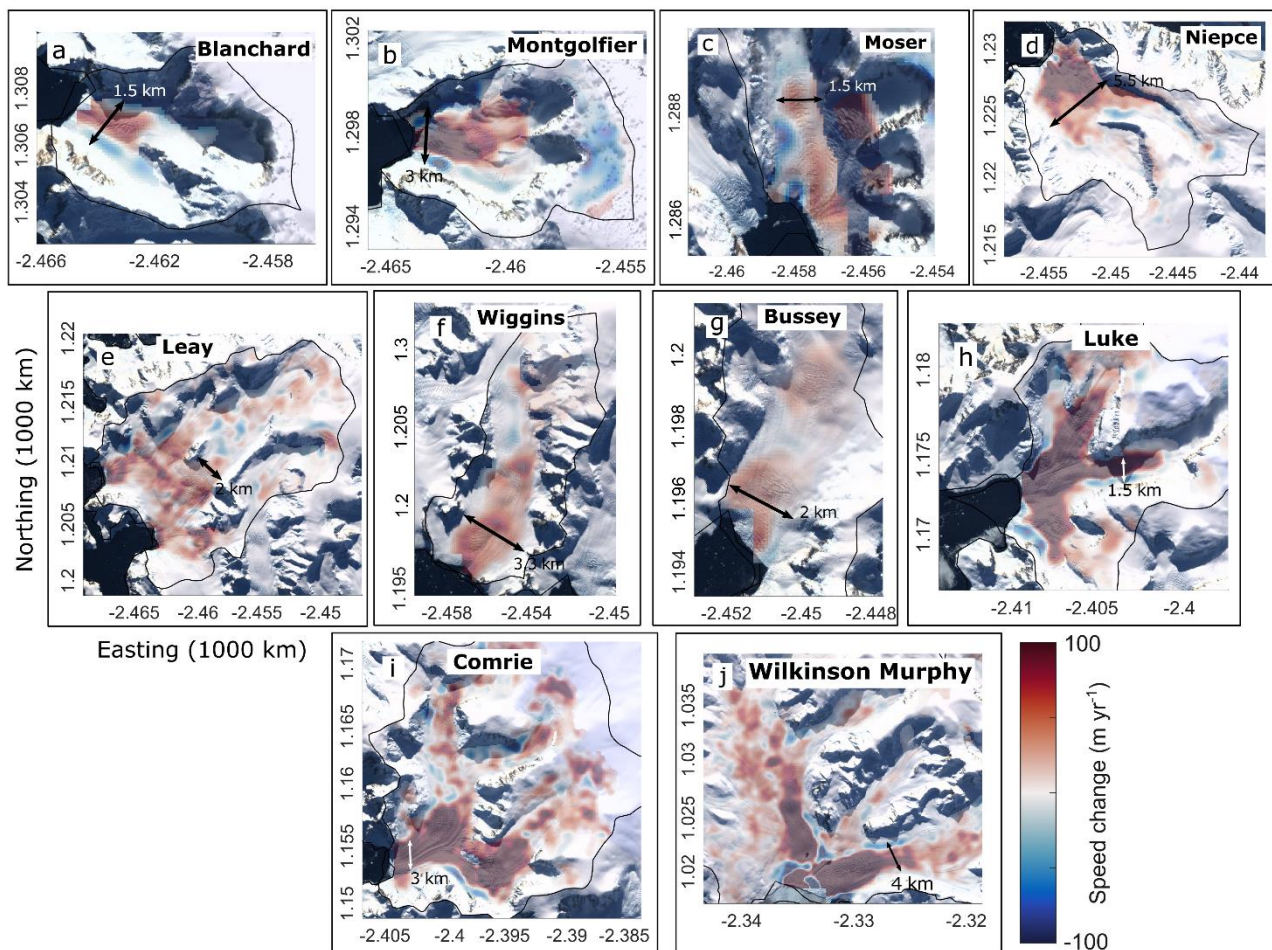 a
Blanchard
1.5 km
1.308
1.306
1.304
-2.466
-2.462
-2.458
b
Montgolfier
3 km
1.302
1.298
1.294
-2.465
-2.46
-2.455
c
Moser
1.5 km
1.288
1.286
-2.46
-2.458
-2.456
-2.454
d
Niepce
5.5 km
1.23
1.225
1.22
1.215
-2.455
-2.45
-2.445
-2.44
e
Leay
2 km
1.22
1.215
1.21
1.205
1.2
-2.465
-2.46
-2.455
-2.45
f
Wiggins
3.3 km
1.3
1.205
1.2
1.195
-2.458
-2.454
-2.45
g
Bussey
2 km
1.2
1.198
1.196
1.194
-2.452
-2.45
-2.448
h
Luke
1.5 km
1.18
1.175
1.17
-2.41
-2.405
-2.4
Northing (1000 km)
Easting (1000 km)
i
Comrie
3 km
1.17
1.165
1.16
1.155
1.15
-2.405
-2.4
-2.395
-2.39
-2.385
j
Wilkinson Murphy
4 km
1.035
1.03
1.025
1.02
-2.34
-2.33
-2.32
100
Speed change (m yr⁻¹)
-100